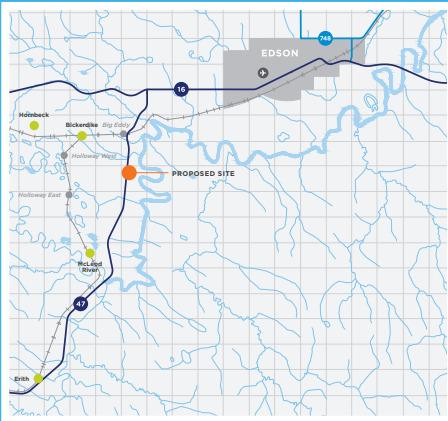 748
EDSON
16
Hornbeck
Bickerdike
Big Eddy
Holloway West
PROPOSED SITE
Holloway East
McLeod
River
47
Erith